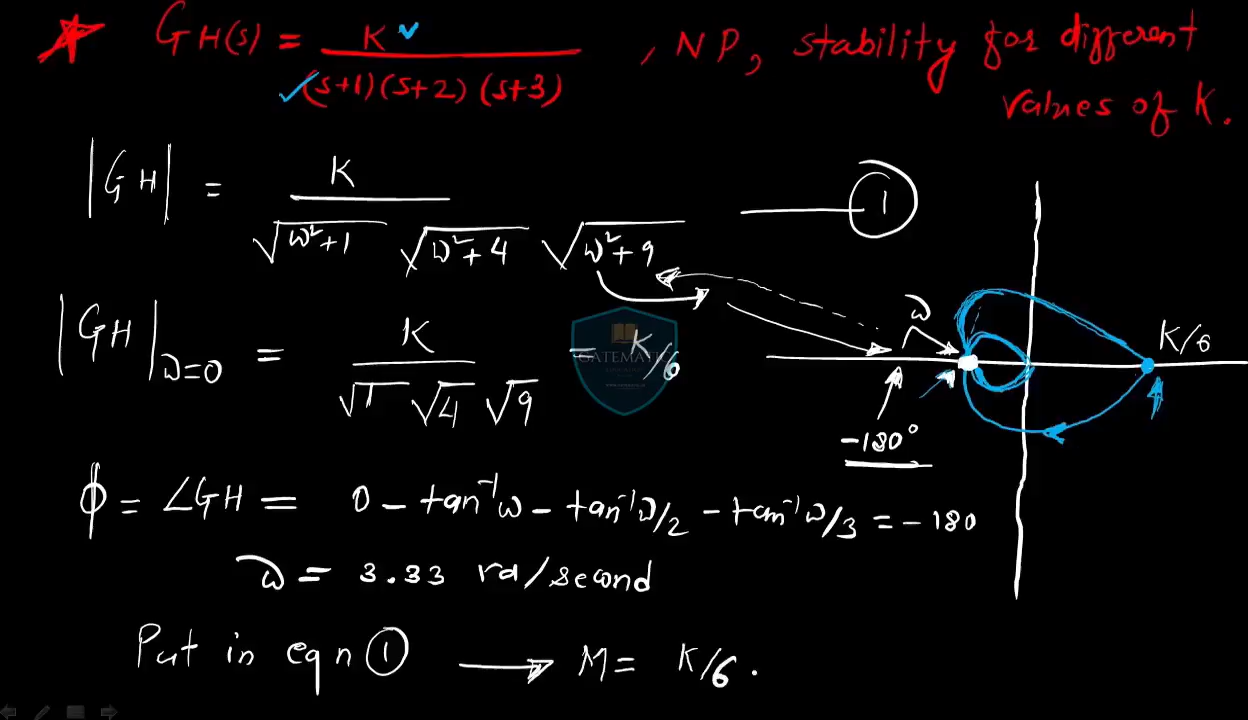 ★ GH(s) = K / (s+1)(s+2)(s+3) , NP, stability for different
values of K.
|GH| = K / √ω²+1 √ω²+4 √ω²+9 ①
|GH|ω=0 = K / √1 √4 √9 = K/6
GATEMATIC
ω
K/6
-180°
ϕ = ∠GH = 0 - tan⁻¹ω - tan⁻¹ω/2 - tan⁻¹ω/3 = -180
ω = 3.33 ra/second
Put in eqn ① → M = K/6.